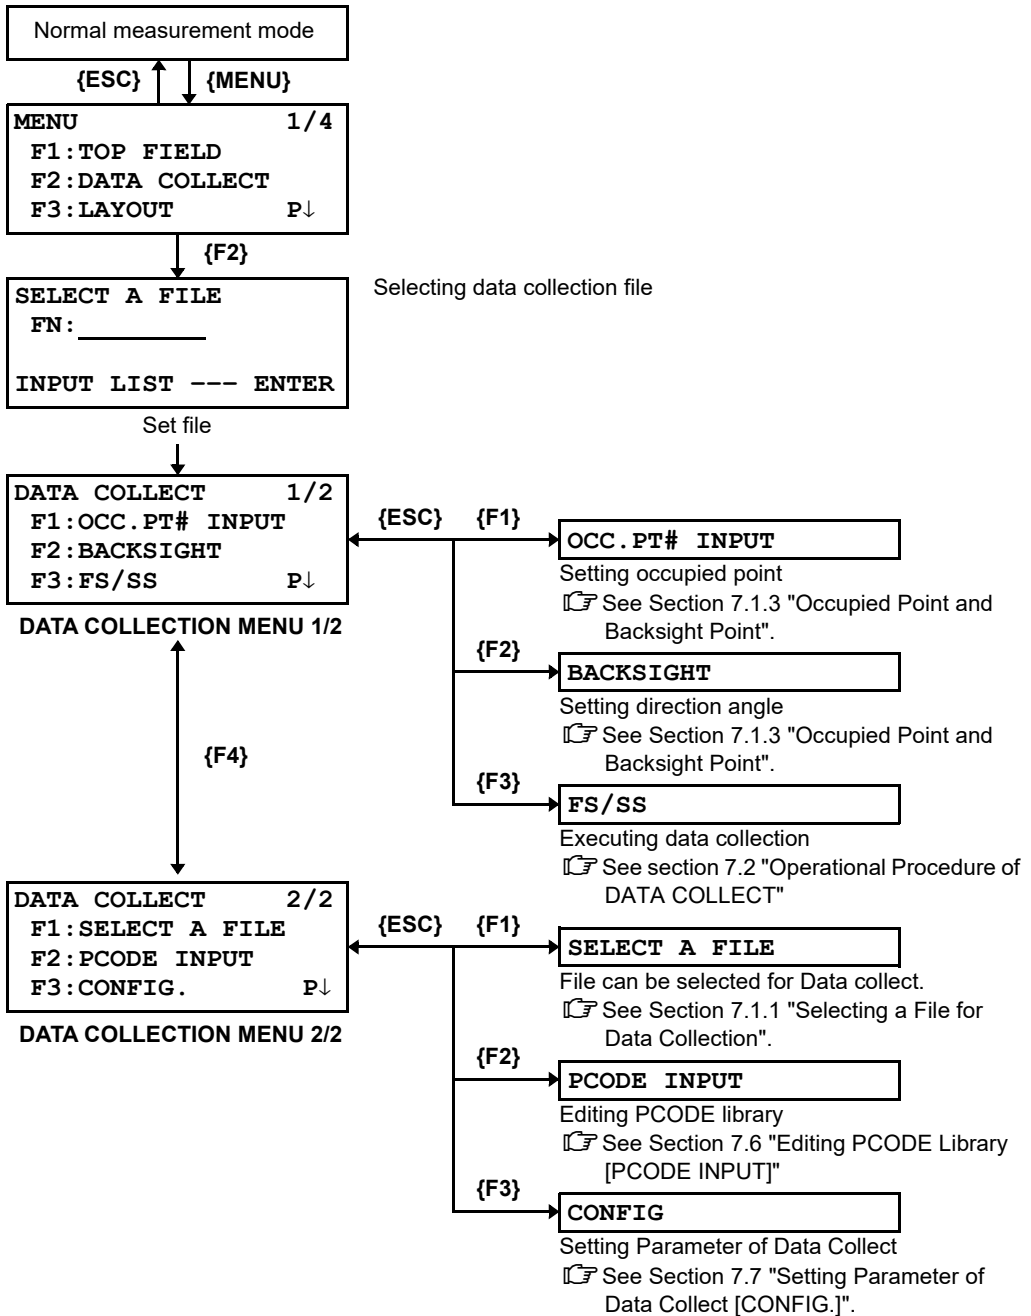 Normal measurement mode
{ESC} {MENU}
MENU 1/4
F1:TOP FIELD
F2:DATA COLLECT
F3:LAYOUT P↓
{F2}
SELECT A FILE
FN:
INPUT LIST --- ENTER
Selecting data collection file
Set file
DATA COLLECT 1/2
F1:OCC.PT# INPUT
F2:BACKSIGHT
F3:FS/SS P↓
DATA COLLECTION MENU 1/2
{ESC} {F1}
OCC.PT# INPUT
Setting occupied point
See Section 7.1.3 "Occupied Point and
Backsight Point".
{F2}
BACKSIGHT
Setting direction angle
See Section 7.1.3 "Occupied Point and
Backsight Point".
{F3}
FS/SS
Executing data collection
See section 7.2 "Operational Procedure of
DATA COLLECT"
{F4}
DATA COLLECT 2/2
F1:SELECT A FILE
F2:PCODE INPUT
F3:CONFIG. P↓
DATA COLLECTION MENU 2/2
{ESC} {F1}
SELECT A FILE
File can be selected for Data collect.
See Section 7.1.1 "Selecting a File for
Data Collection".
{F2}
PCODE INPUT
Editing PCODE library
See Section 7.6 "Editing PCODE Library
[PCODE INPUT]"
{F3}
CONFIG
Setting Parameter of Data Collect
See Section 7.7 "Setting Parameter of
Data Collect [CONFIG.]".